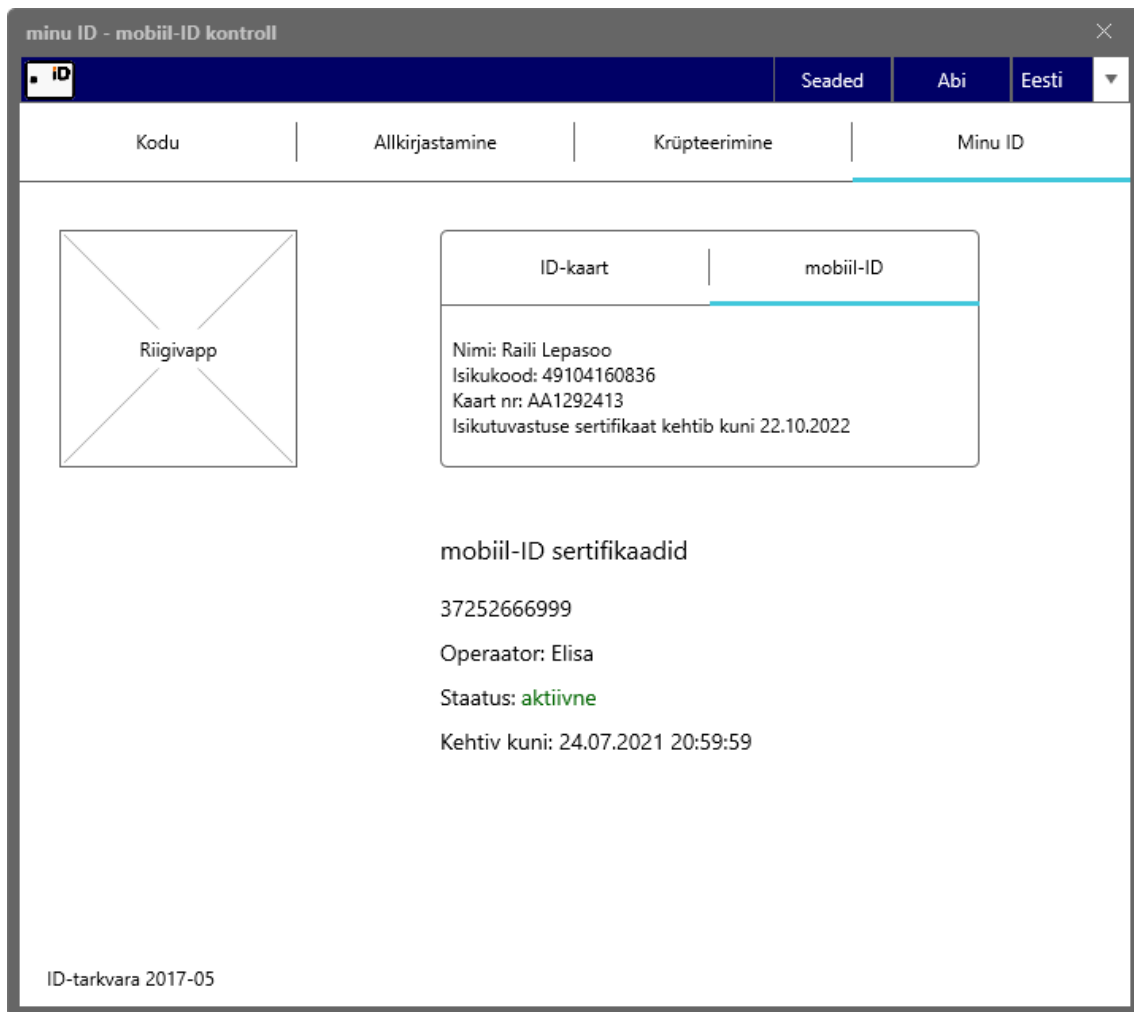 minu ID - mobiil-ID kontroll
iD
Seaded
Abi
Eesti
Kodu
Allkirjastamine
Krüpteerimine
Minu ID
Riigivapp
ID-kaart
mobiil-ID
Nimi: Raili Lepasoo
Isikukood: 49104160836
Kaart nr: AA1292413
Isikutuvastuse sertifikaat kehtib kuni 22.10.2022
mobiil-ID sertifikaadid
37252666999
Operaator: Elisa
Staatus: aktiivne
Kehtiv kuni: 24.07.2021 20:59:59
ID-tarkvara 2017-05